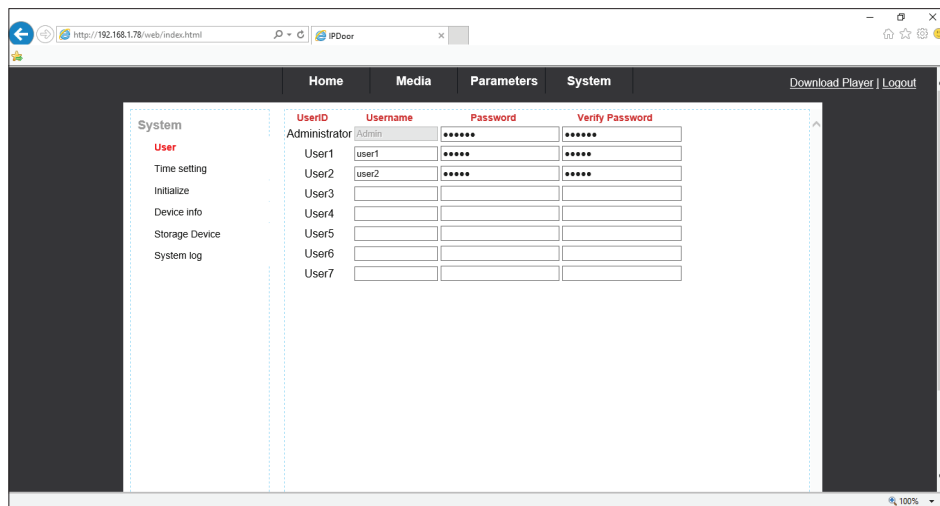 http://192.168.1.78/web/index.html
IPDoor
Home Media Parameters System
Download Player | Logout
System
User
Time setting
Initialize
Device info
Storage Device
System log
UserID Username Password Verify Password
Administrator Admin •••••• ••••••
User1 user1 ••••• •••••
User2 user2 ••••• •••••
User3
User4
User5
User6
User7
100%